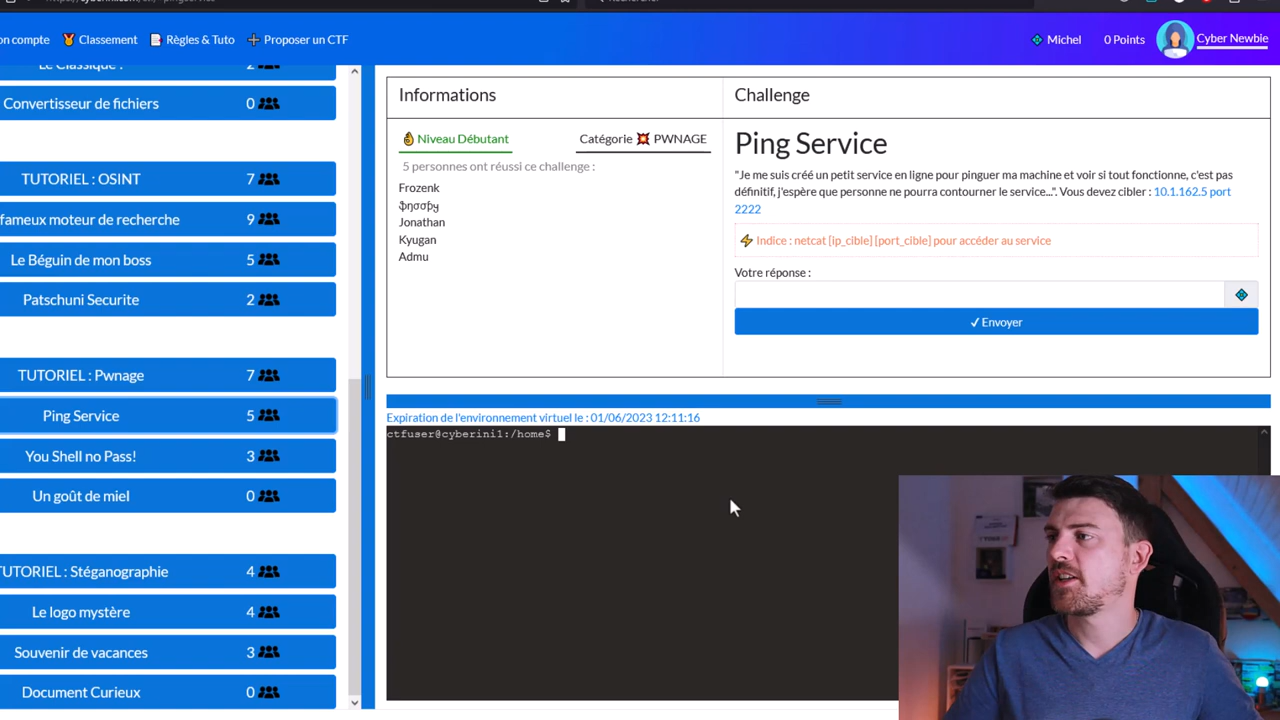 on compte
Classement
Règles & Tuto
Proposer un CTF
Michel
0 Points
Cyber Newbie
Convertisseur de fichiers 0
TUTORIEL : OSINT 7
fameux moteur de recherche 9
Le Béguin de mon boss 5
Patschuni Securite 2
TUTORIEL : Pwnage 7
Ping Service 5
You Shell no Pass! 3
Un goût de miel 0
TUTORIEL : Stéganographie 4
Le logo mystère 4
Souvenir de vacances 3
Document Curieux 0
Informations
Niveau Débutant
Catégorie 💥 PWNAGE
5 personnes ont réussi ce challenge :
Frozenk
Jonathan
Kyugan
Admu
Challenge
Ping Service
"Je me suis créé un petit service en ligne pour pinguer ma machine et voir si tout fonctionne, c'est pas
définitif, j'espère que personne ne pourra contourner le service...". Vous devez cibler : 10.1.162.5 port
2222
Indice : netcat [ip_cible] [port_cible] pour accéder au service
Votre réponse :
✓ Envoyer
Expiration de l'environnement virtuel le : 01/06/2023 12:11:16
ctfuser@cyberini1:/home$